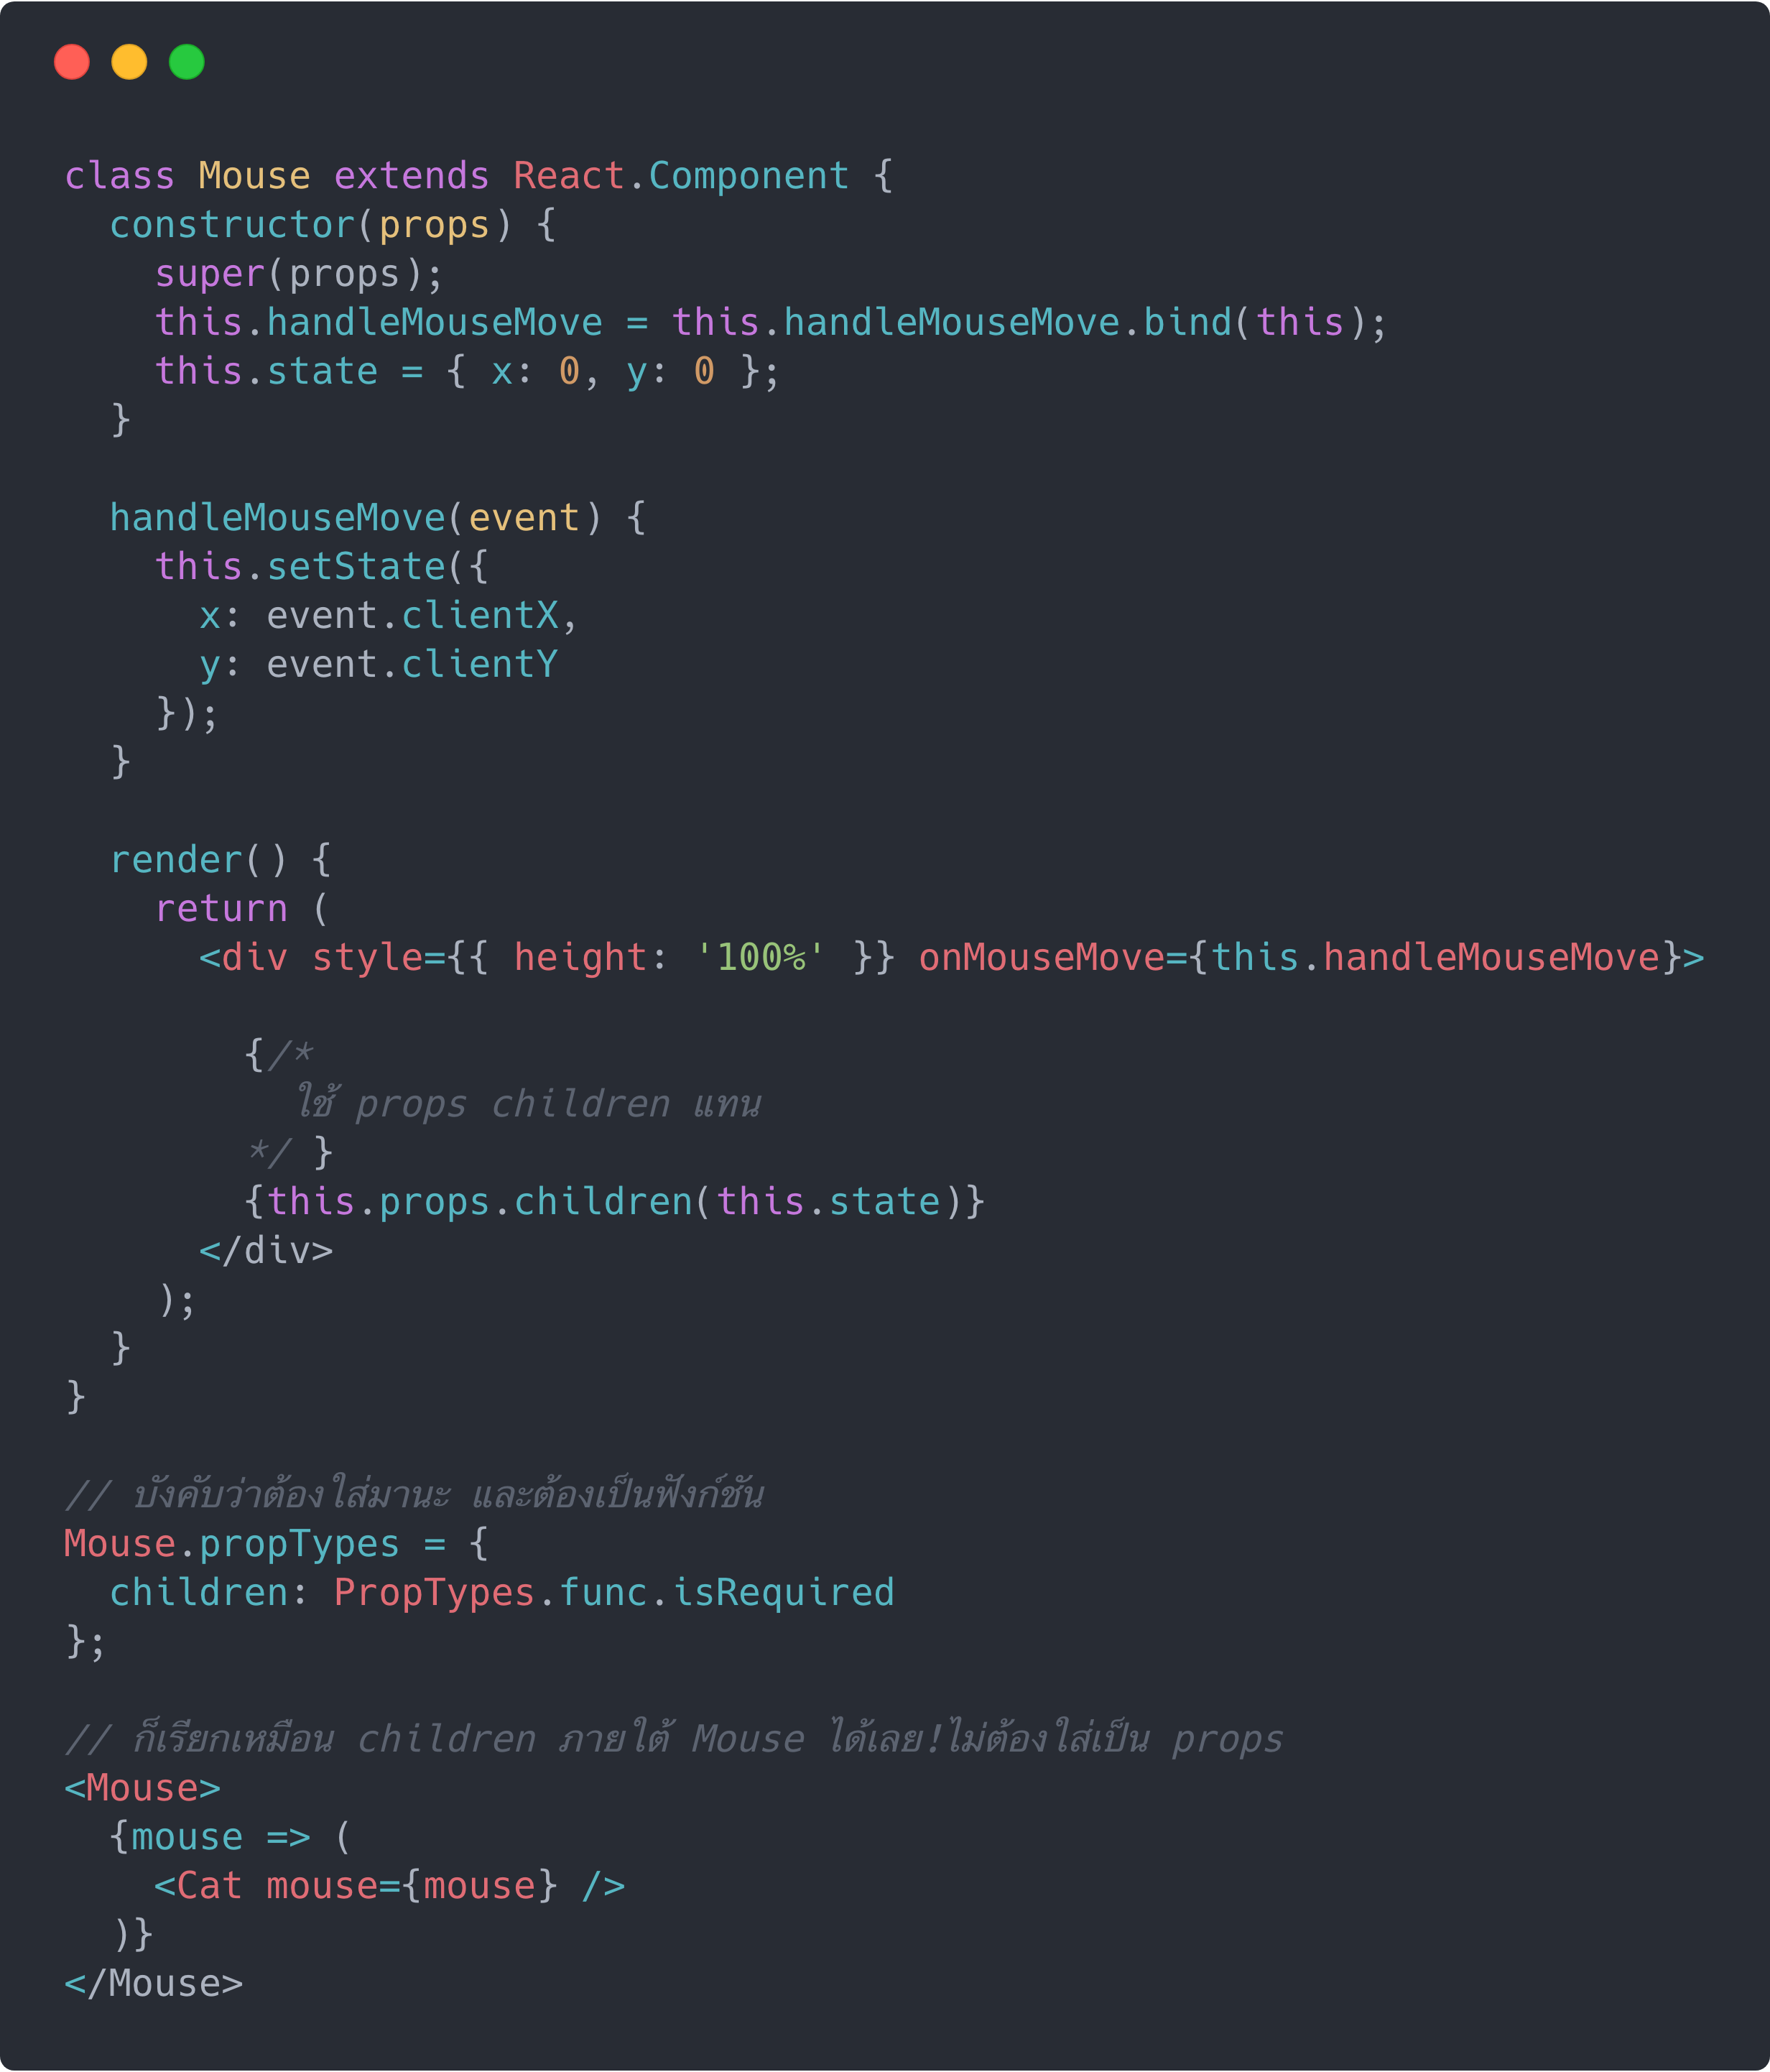 class Mouse extends React.Component {
  constructor(props) {
    super(props);
    this.handleMouseMove = this.handleMouseMove.bind(this);
    this.state = { x: 0, y: 0 };
  }

  handleMouseMove(event) {
    this.setState({
      x: event.clientX,
      y: event.clientY
    });
  }

  render() {
    return (
      <div style={{ height: '100%' }} onMouseMove={this.handleMouseMove}>

        {/*
          ใช้ props children แทน
        */ }
        {this.props.children(this.state)}
      </div>
    );
  }
}

// บังคับว่าต้องใส่มานะ และต้องเป็นฟังก์ชัน
Mouse.propTypes = {
  children: PropTypes.func.isRequired
};

// ก็เรียกเหมือน children ภายใต้ Mouse ได้เลย!ไม่ต้องใส่เป็น props
<Mouse>
  {mouse => (
    <Cat mouse={mouse} />
  )}
</Mouse>